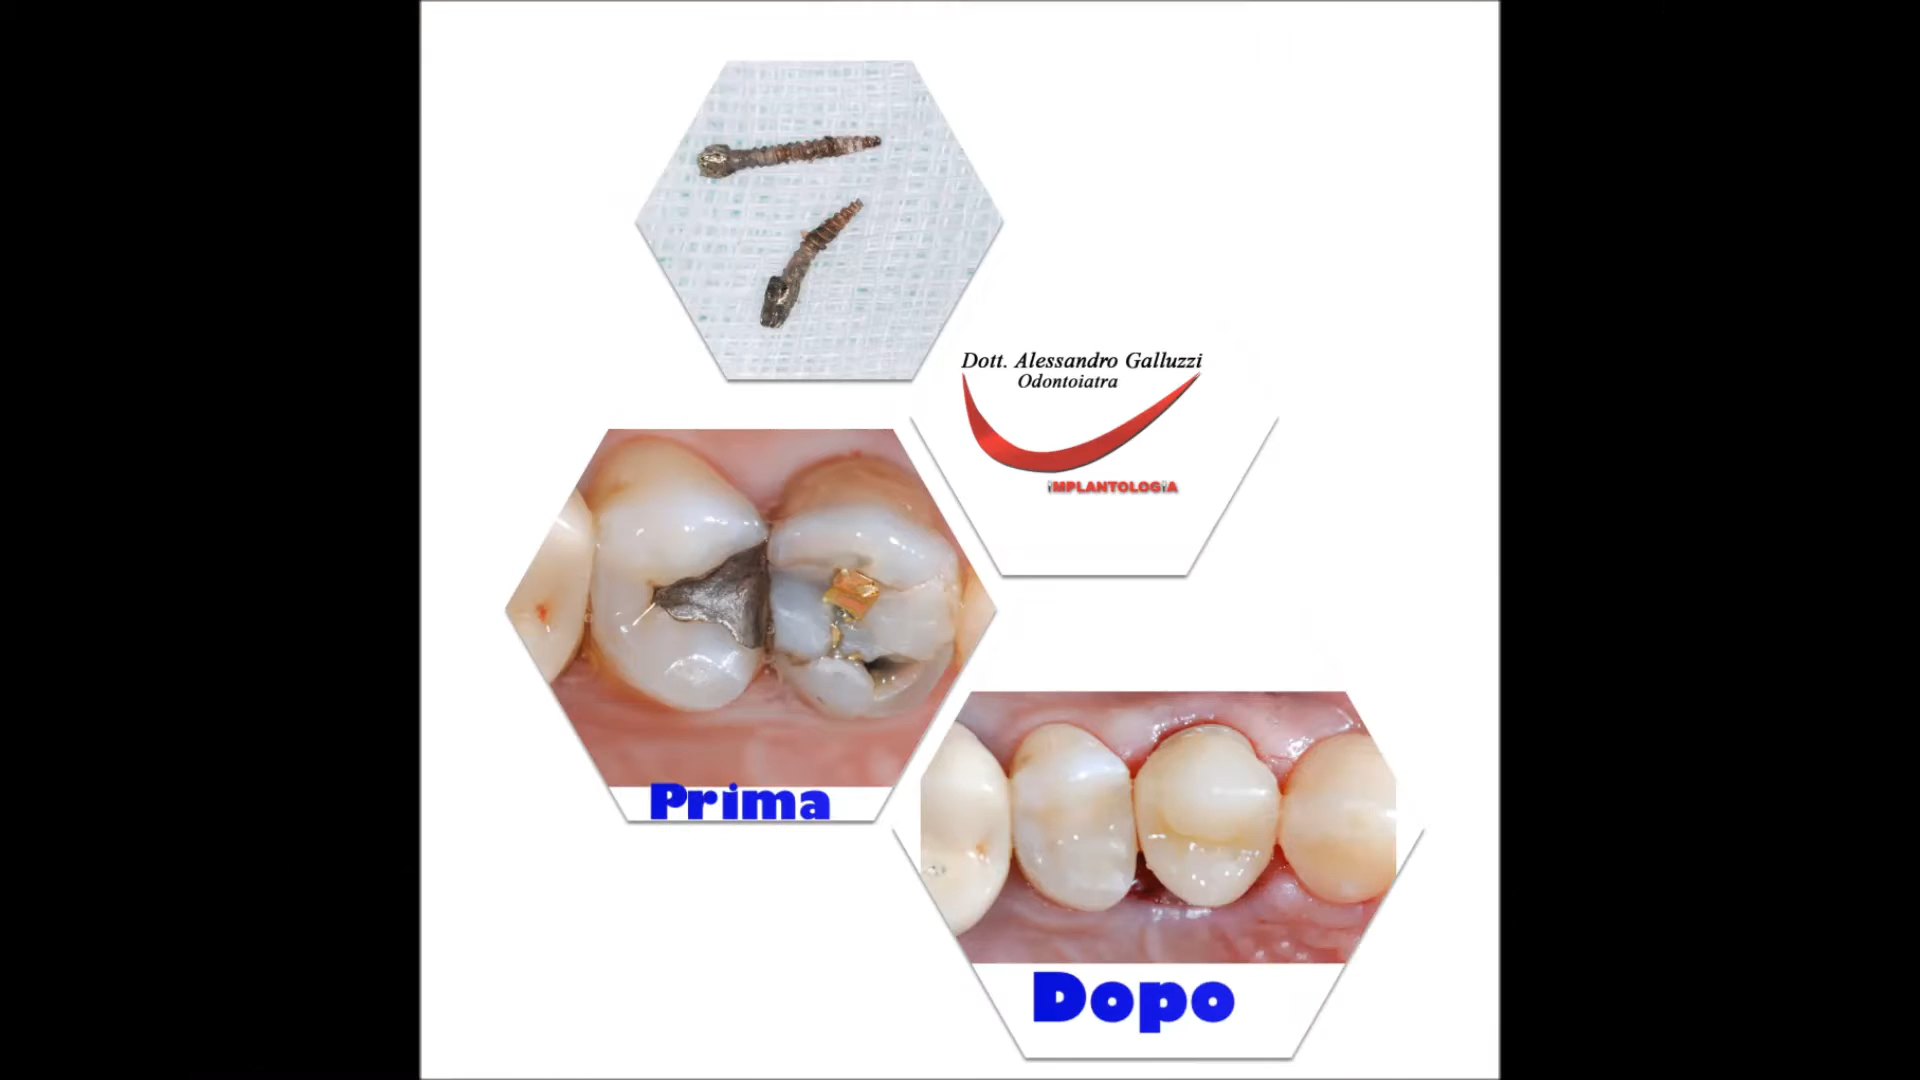 Dott. Alessandro Galluzzi
Odontoiatra
iMPLANTOLOGiA
Prima
Dopo